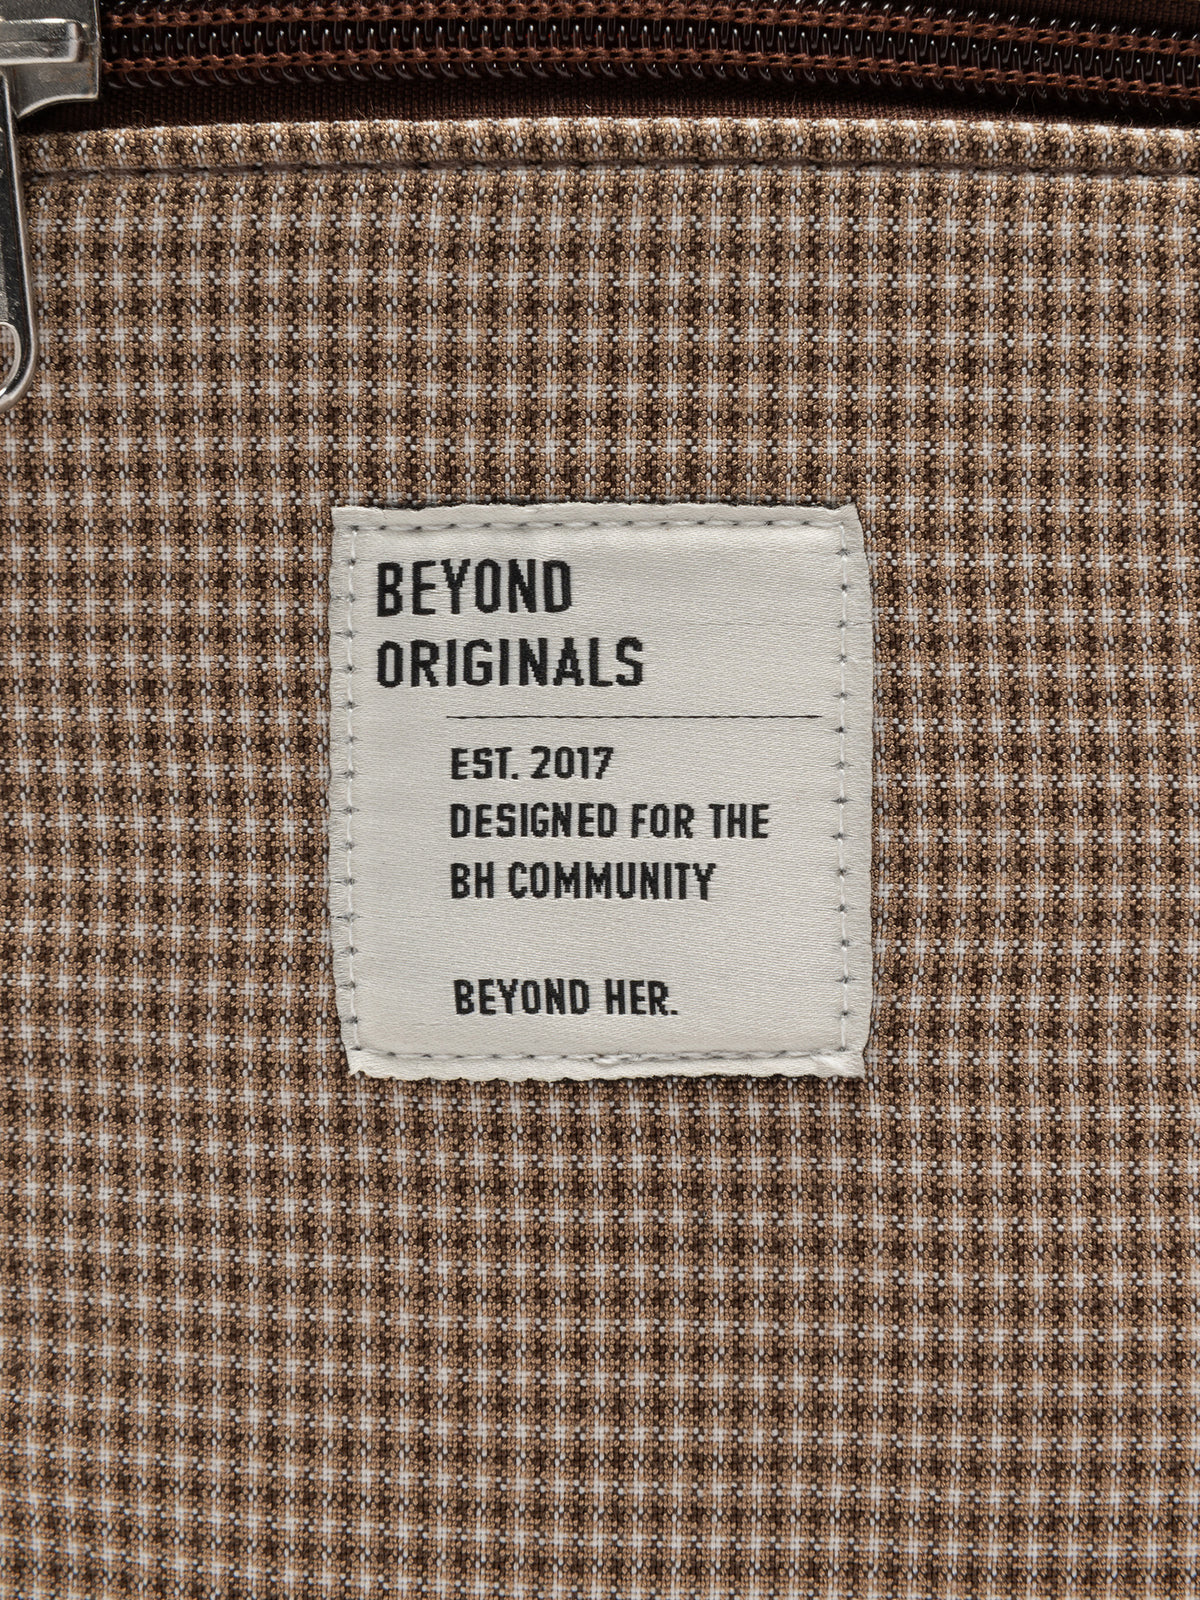 BEYOND
ORIGINALS
EST. 2017
DESIGNED FOR THE
BH COMMUNITY
BEYOND HER.